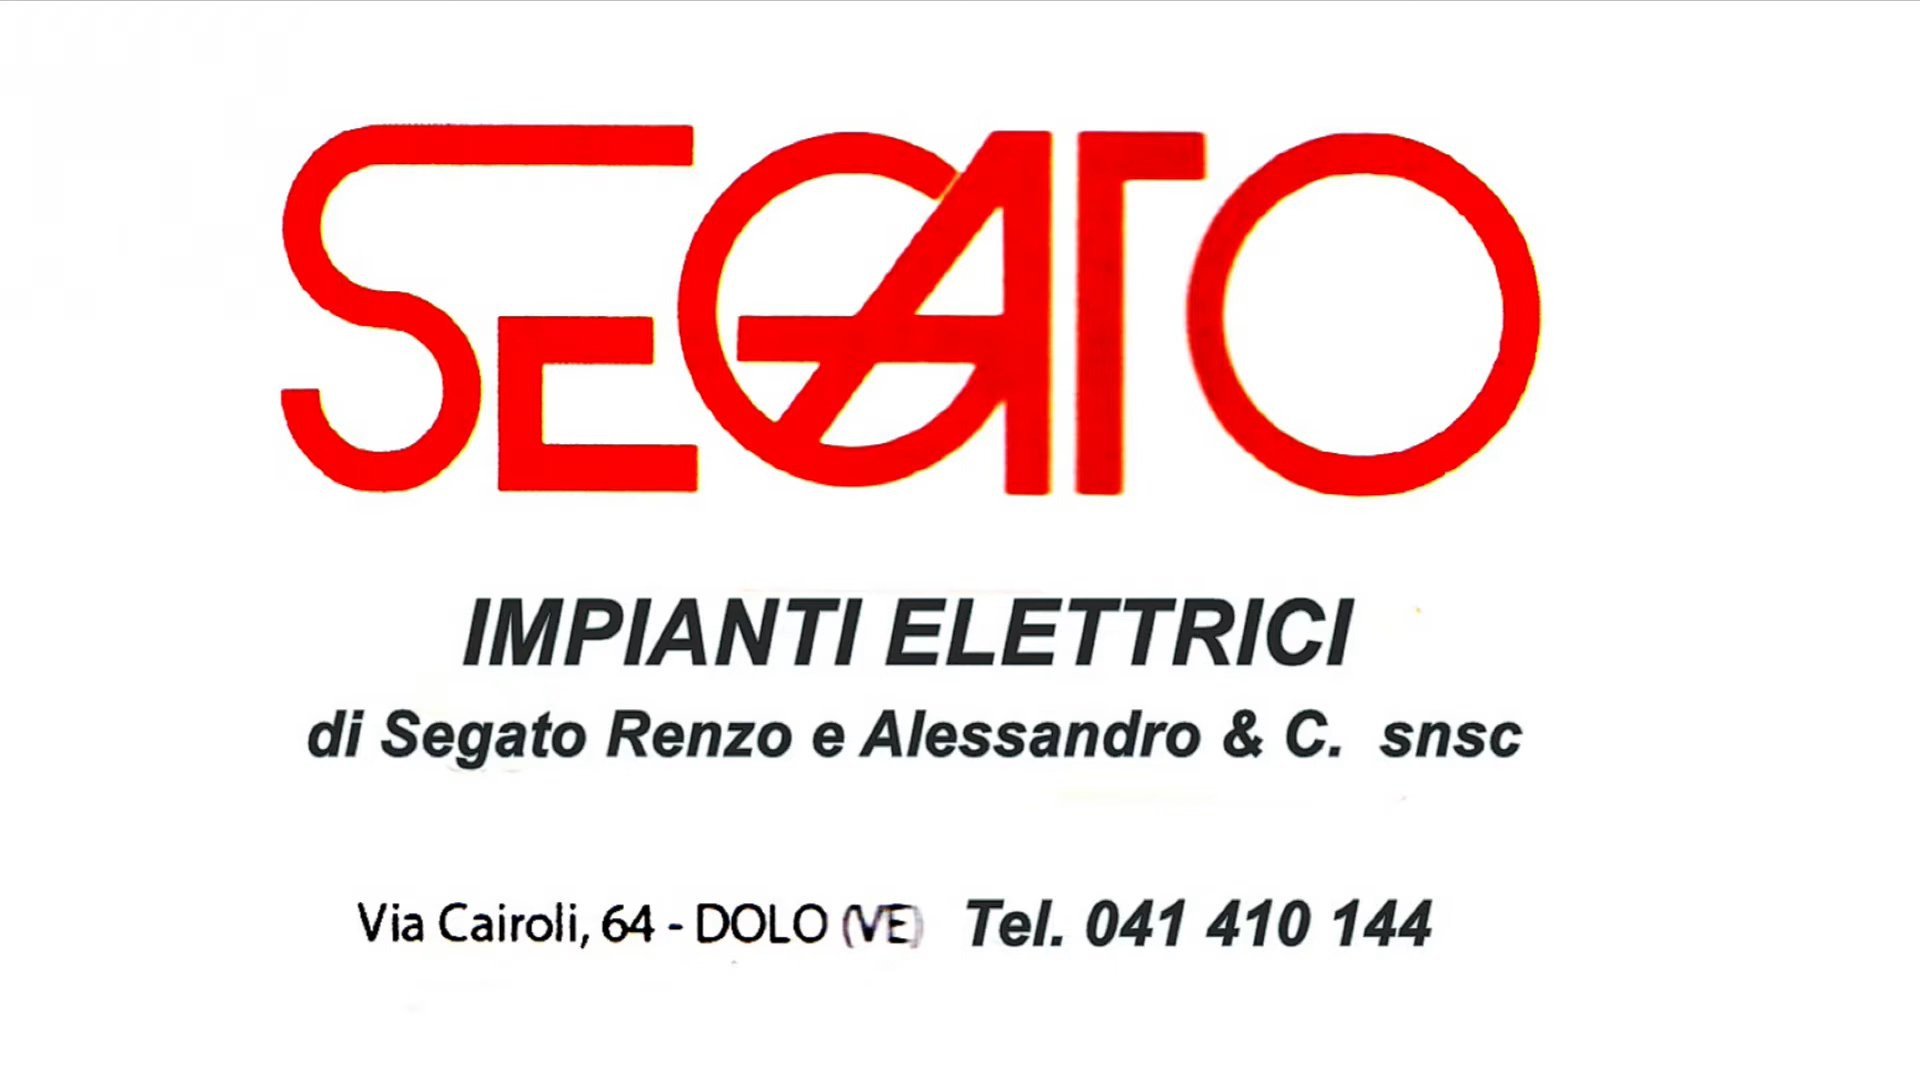 SEGATO
IMPIANTI ELETTRICI
di Segato Renzo e Alessandro & C. snsc
Via Cairoli, 64 - DOLO (VE) Tel. 041 410 144